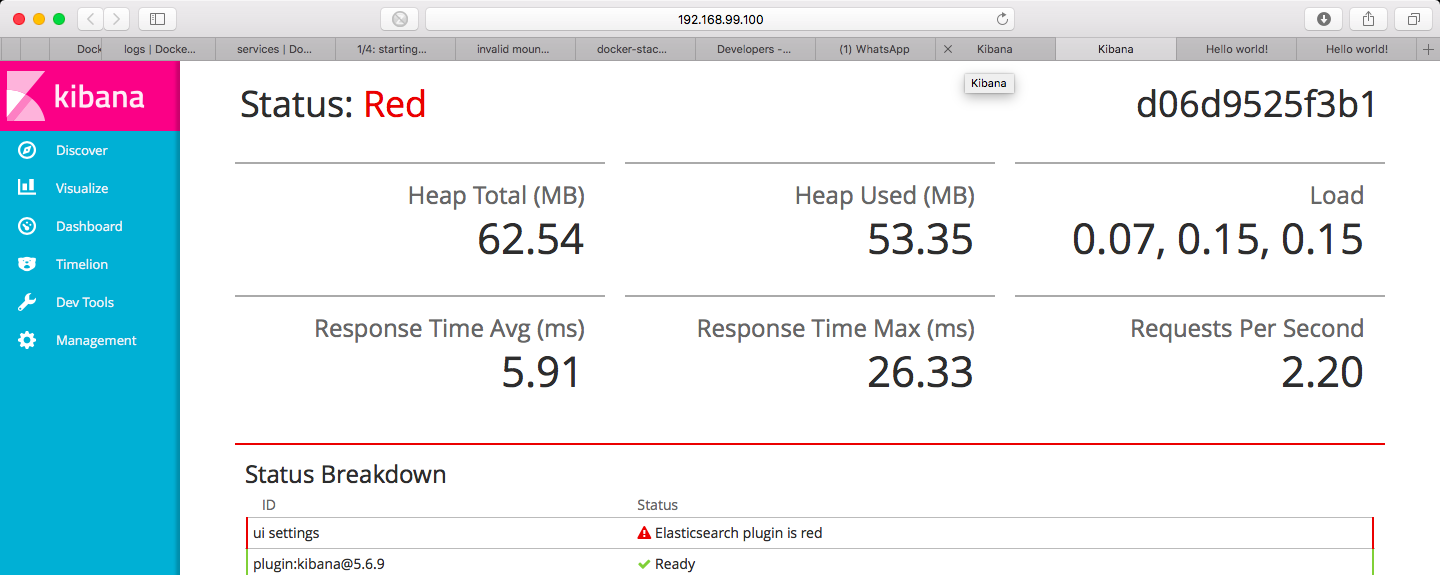 192.168.99.100
Dock
logs | Docke...
services | Do...
1/4: starting...
invalid moun...
docker-stac...
Developers -...
(1) WhatsApp
Kibana
Kibana
Hello world!
Hello world!
Kibana
kibana
Discover
Visualize
Dashboard
Timelion
Dev Tools
Management
Status: Red
d06d9525f3b1
Heap Total (MB)
62.54
Heap Used (MB)
53.35
Load
0.07, 0.15, 0.15
Response Time Avg (ms)
5.91
Response Time Max (ms)
26.33
Requests Per Second
2.20
Status Breakdown
ID Status
ui settings Elasticsearch plugin is red
plugin:kibana@5.6.9 Ready